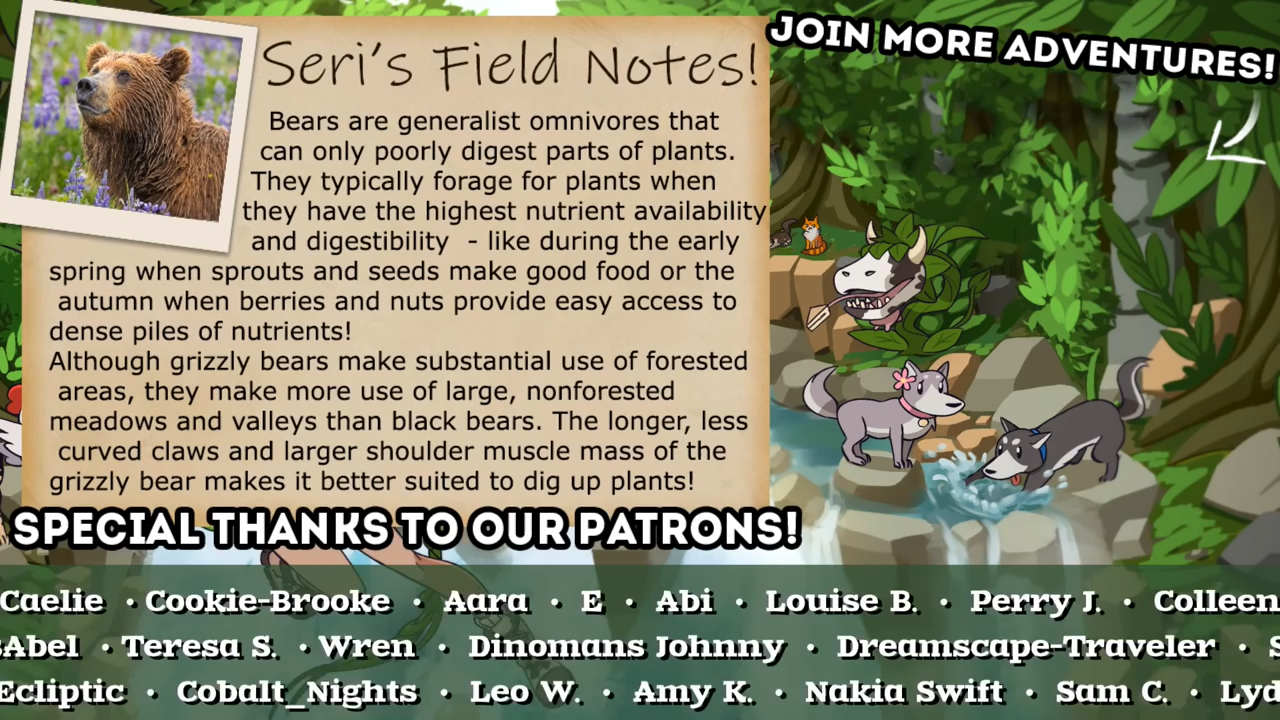 JOIN MORE ADVENTURES!
Seri's Field Notes!
Bears are generalist omnivores that
can only poorly digest parts of plants.
They typically forage for plants when
they have the highest nutrient availability
and digestibility - like during the early
spring when sprouts and seeds make good food or the
autumn when berries and nuts provide easy access to
dense piles of nutrients!
Although grizzly bears make substantial use of forested
areas, they make more use of large, nonforested
meadows and valleys than black bears. The longer, less
curved claws and larger shoulder muscle mass of the
grizzly bear makes it better suited to dig up plants!
SPECIAL THANKS TO OUR PATRONS!
Caelie • Cookie-Brooke • Aara • E • Abi • Louise B. • Perry J. • Colleen
sAbel • Teresa S. • Wren • Dinomans Johnny • Dreamscape-Traveler • S
Ecliptic • Cobalt_Nights • Leo W. • Amy K. • Nakia Swift • Sam C. • Lyd